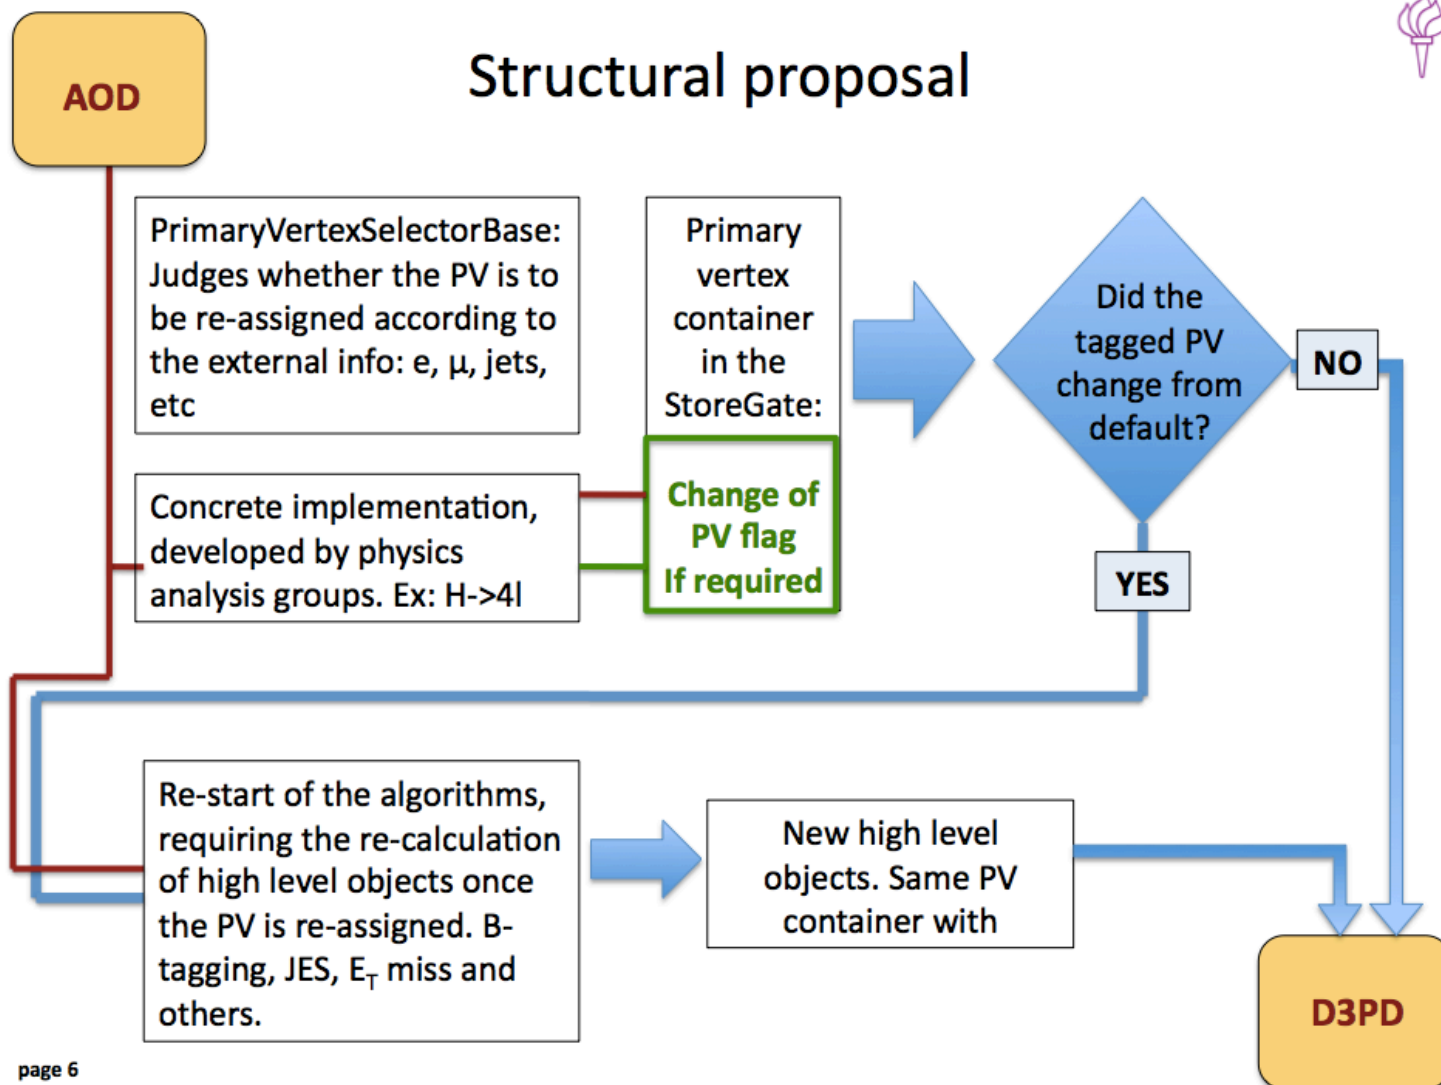 AOD
Structural proposal
PrimaryVertexSelectorBase:
Judges whether the PV is to
be re-assigned according to
the external info: e, μ, jets,
etc
Primary
vertex
container
in the
StoreGate:
Did the
tagged PV
change from
default?
NO
Concrete implementation,
developed by physics
analysis groups. Ex: H->4l
Change of
PV flag
If required
YES
Re-start of the algorithms,
requiring the re-calculation
of high level objects once
the PV is re-assigned. B-
tagging, JES, E_T miss and
others.
New high level
objects. Same PV
container with
D3PD
page 6